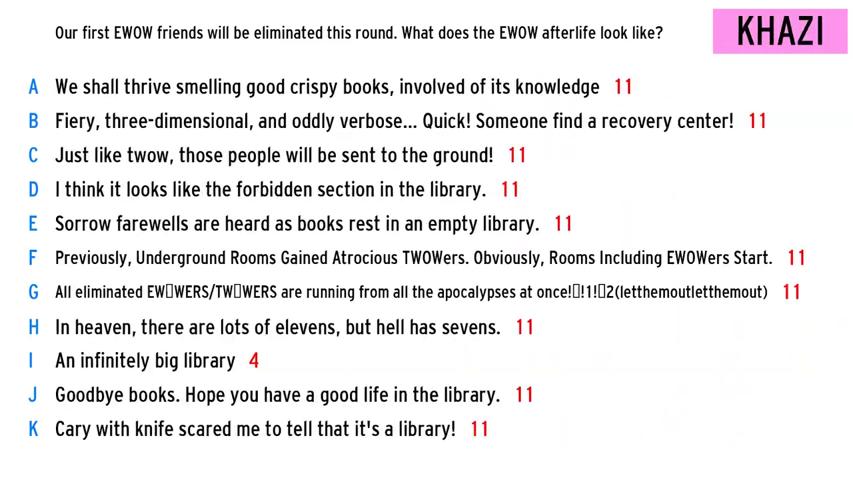 Our first EWOW friends will be eliminated this round. What does the EWOW afterlife look like?
KHAZI
A We shall thrive smelling good crispy books, involved of its knowledge 11
B Fiery, three-dimensional, and oddly verbose... Quick! Someone find a recovery center! 11
C Just like twow, those people will be sent to the ground! 11
D I think it looks like the forbidden section in the library. 11
E Sorrow farewells are heard as books rest in an empty library. 11
F Previously, Underground Rooms Gained Atrocious TWOWers. Obviously, Rooms Including EWOWers Start. 11
G All eliminated EW▯WERS/TW▯WERS are running from all the apocalypses at once!▯!1!▯2(letthemoutletthemout) 11
H In heaven, there are lots of elevens, but hell has sevens. 11
I An infinitely big library 4
J Goodbye books. Hope you have a good life in the library. 11
K Cary with knife scared me to tell that it's a library! 11